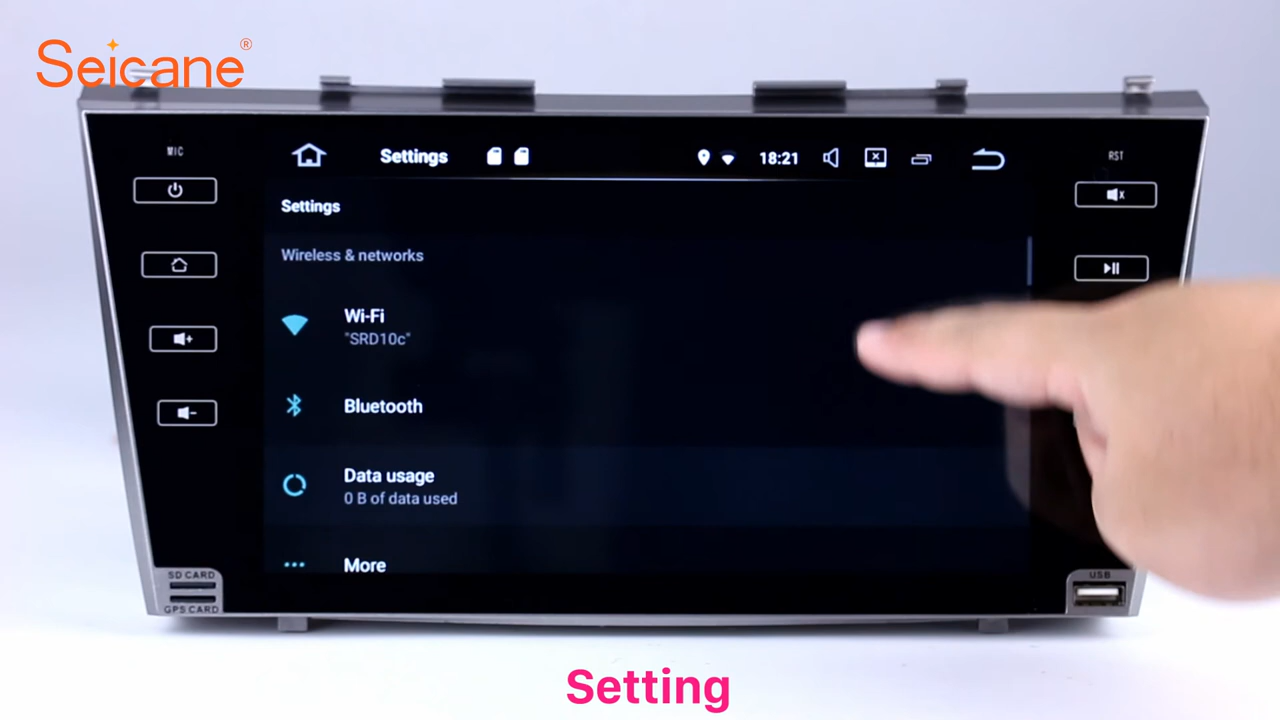 Seicane®
MIC
RST
Settings
18:21
Settings
Wireless & networks
Wi-Fi
"SRD10c"
Bluetooth
Data usage
0 B of data used
More
SD CARD
GPS CARD
USB
Setting